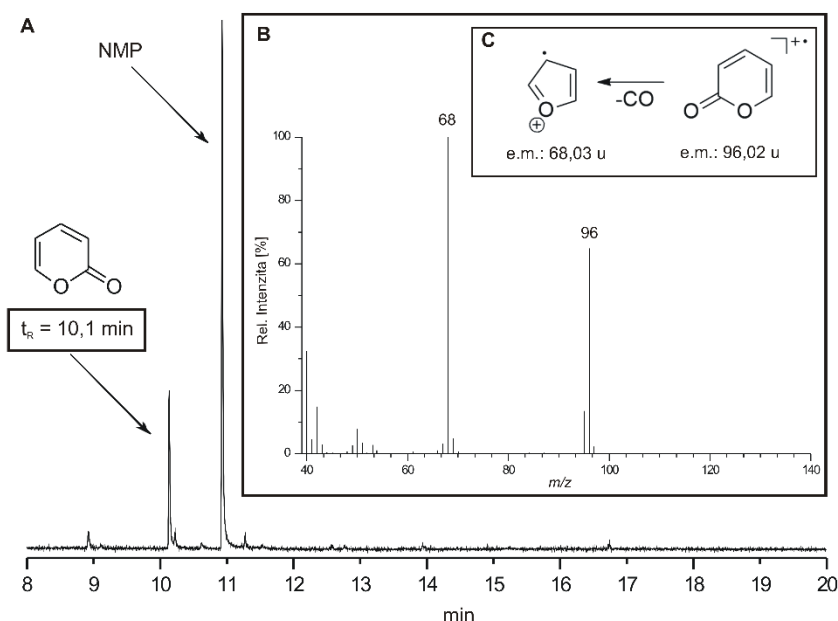 A
NMP
O
O
t_R = 10,1 min
B
C
O
⊕
-CO
O
O
+•
e.m.: 68,03 u
e.m.: 96,02 u
Rel. Intenzita [%]
100
80
60
40
20
0
68
96
40
60
80
100
120
140
m/z
8
9
10
11
12
13
14
15
16
17
18
19
20
min